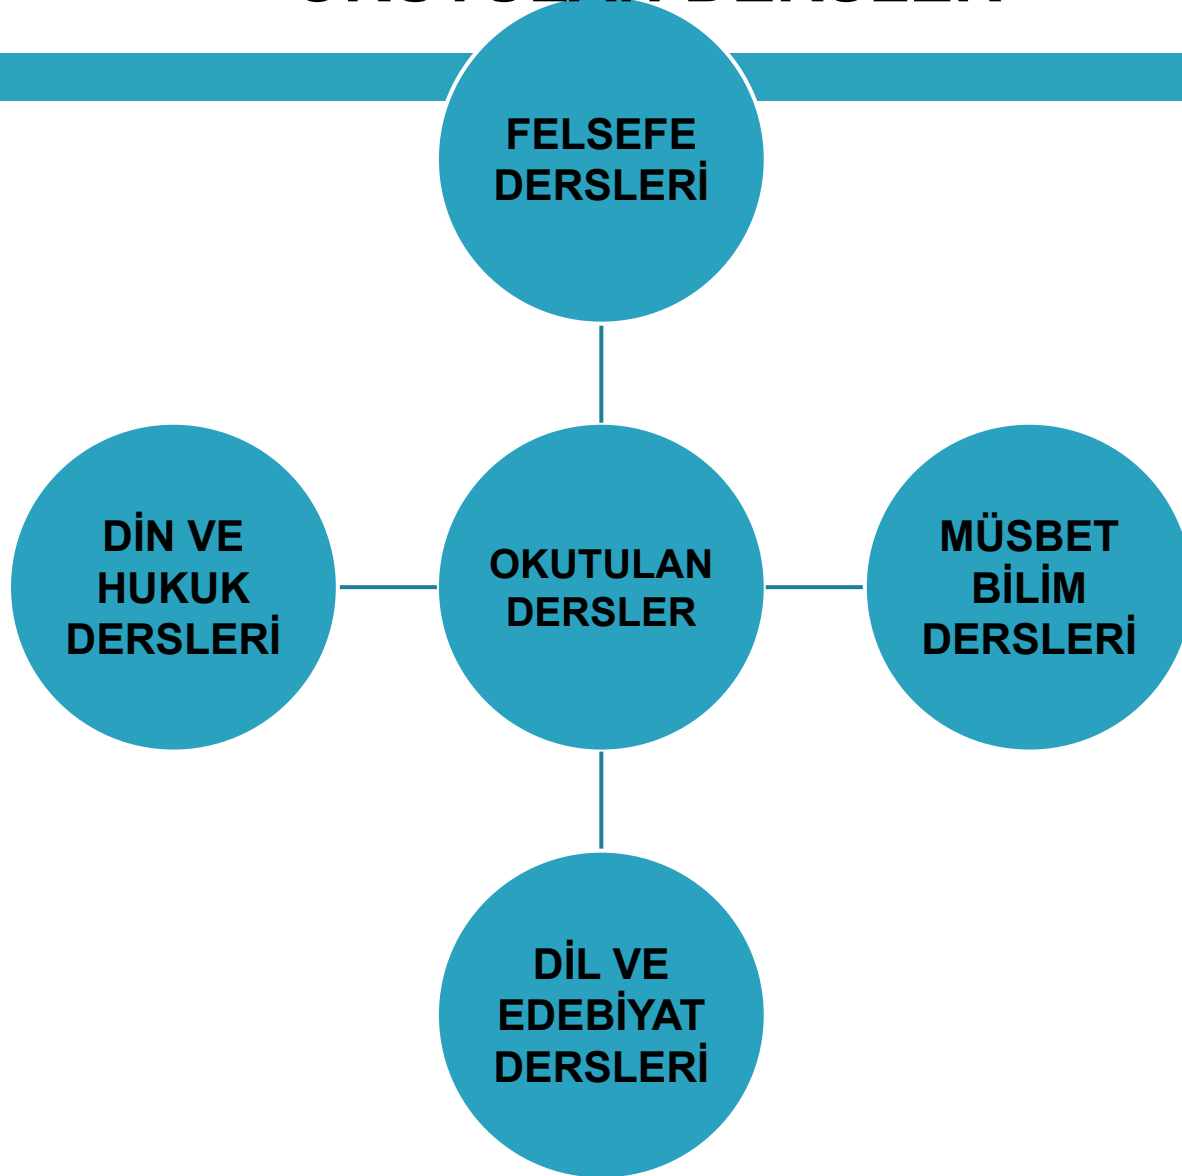 FELSEFE
DERSLERİ
DİN VE
HUKUK
DERSLERİ
OKUTULAN
DERSLER
MÜSBET
BİLİM
DERSLERİ
DİL VE
EDEBİYAT
DERSLERİ